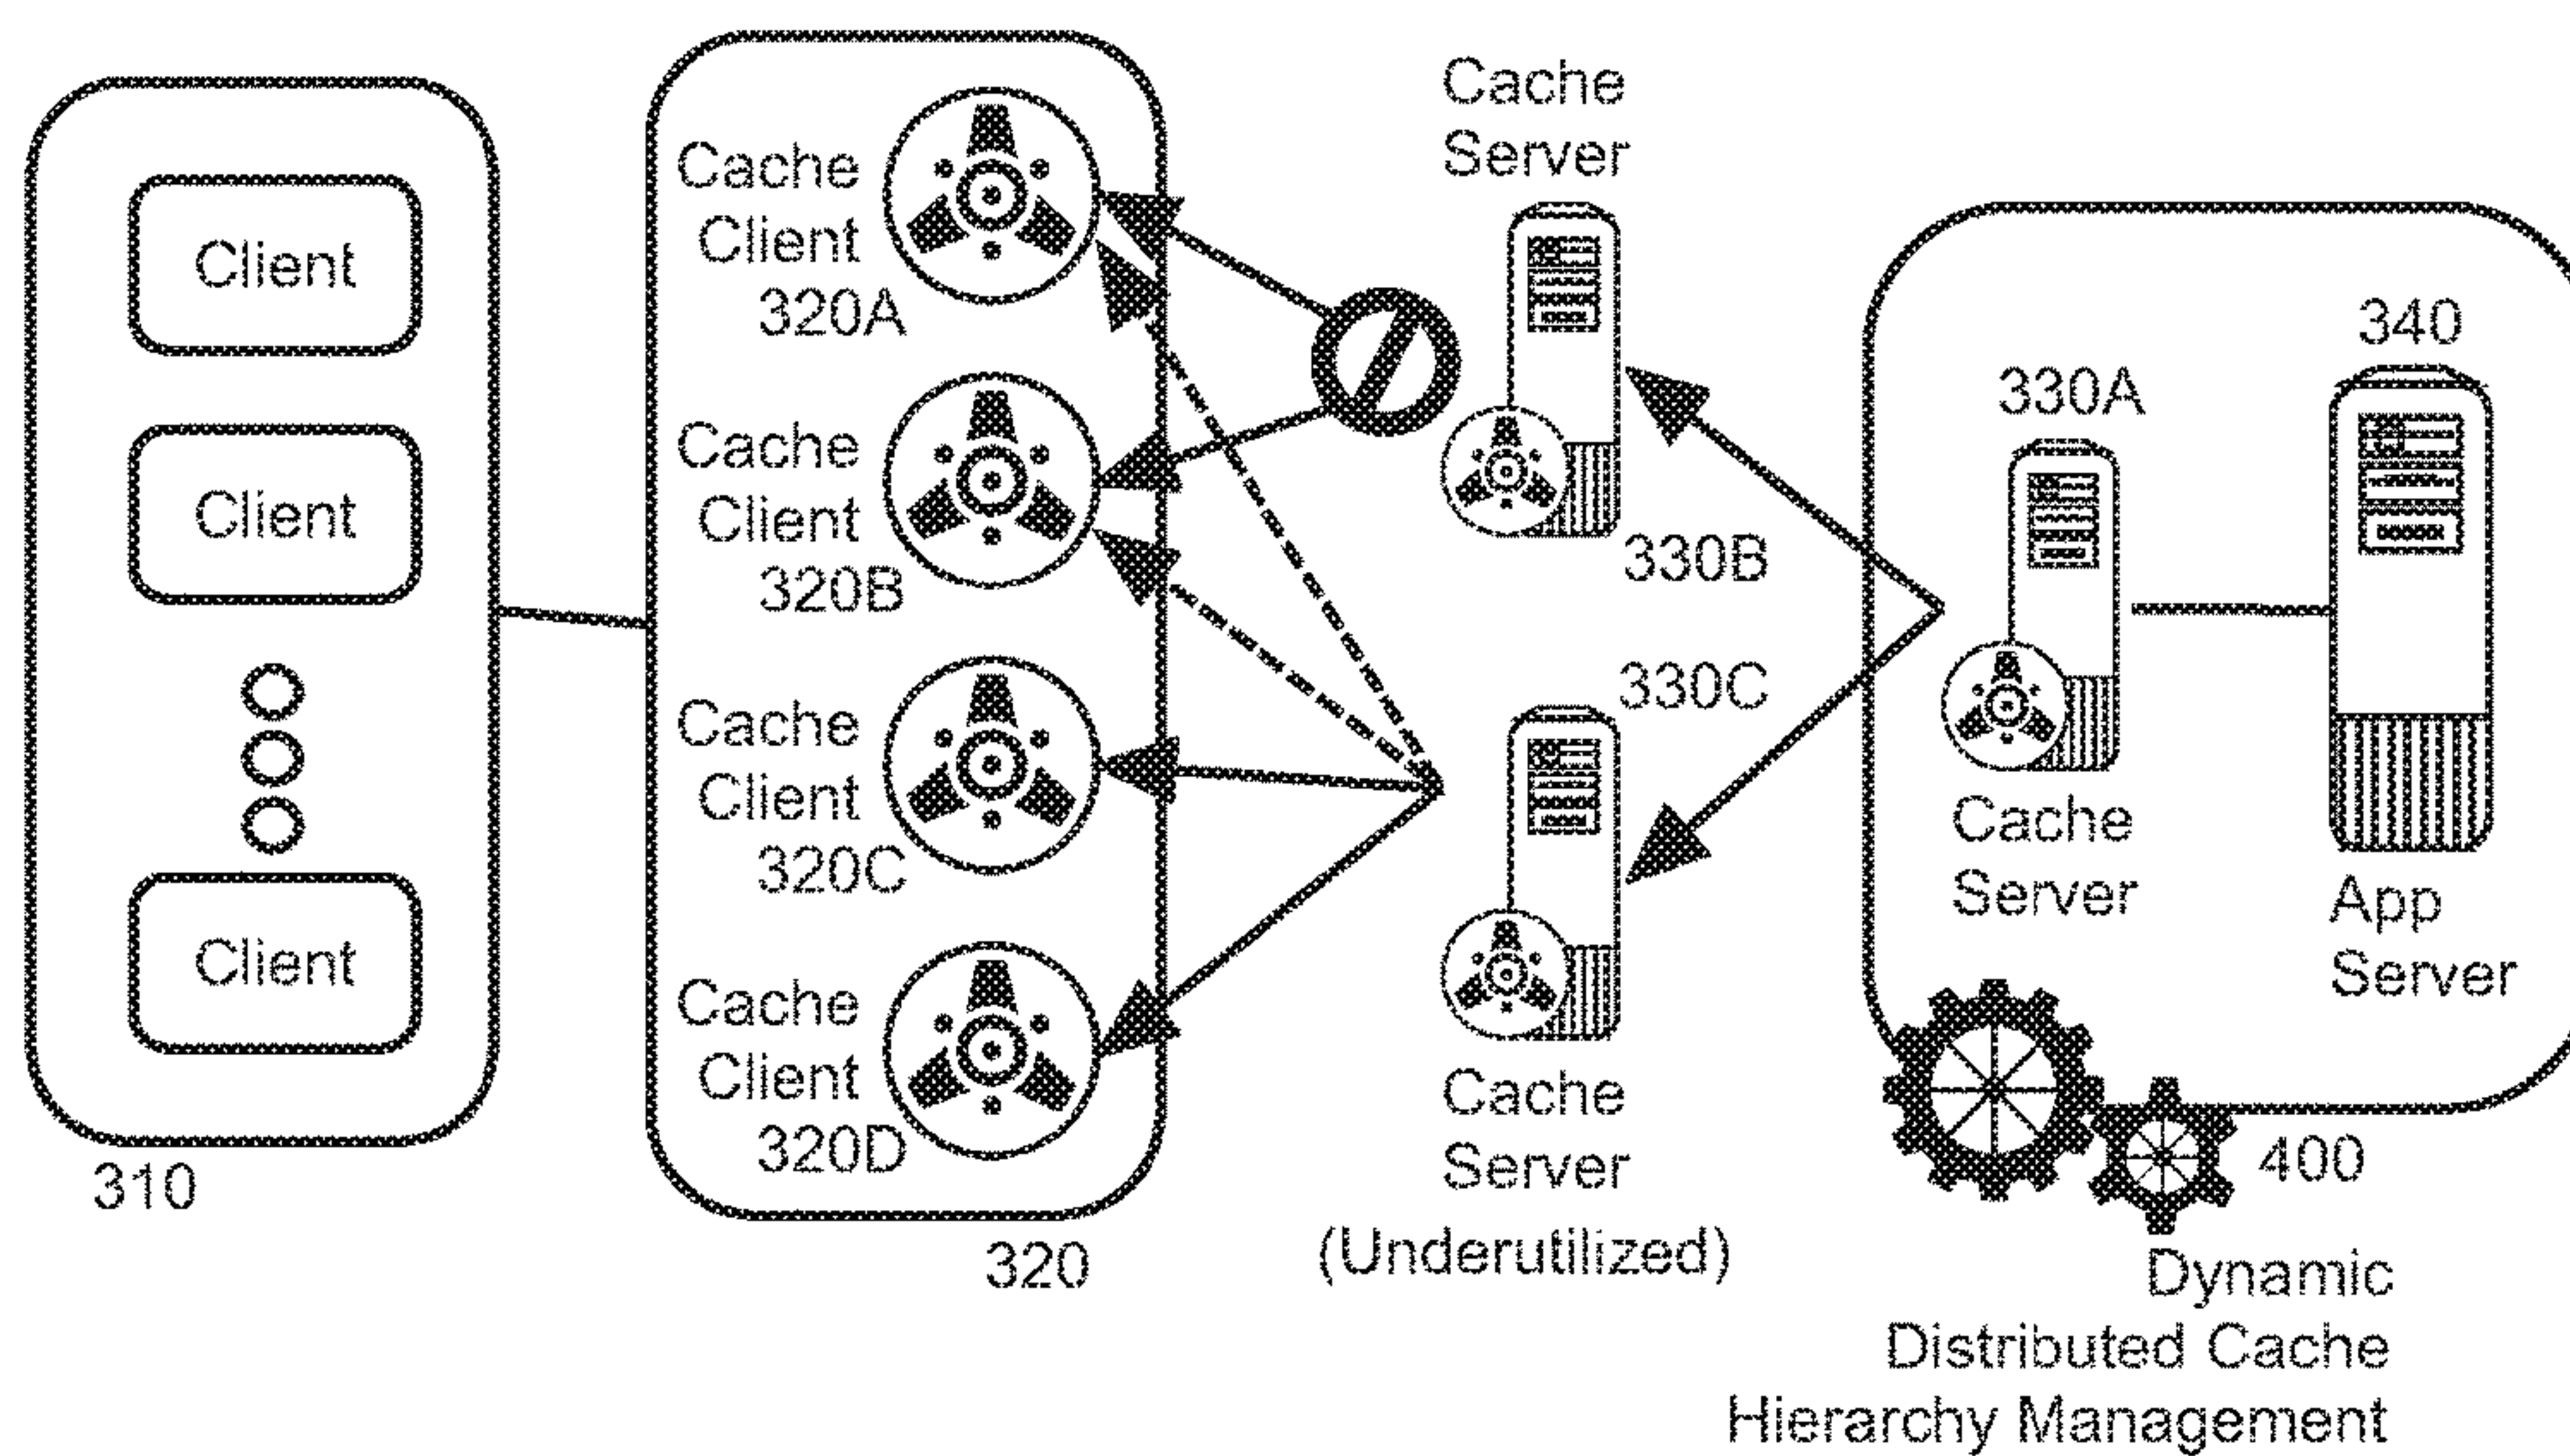 Client
Client
Client
310
Cache
Client
320A
Cache
Client
320B
Cache
Client
320C
Cache
Client
320D
320
Cache
Server
330B
330C
Cache
Server
(Underutilized)
330A
Cache
Server
340
App
Server
400
Dynamic
Distributed Cache
Hierarchy Management